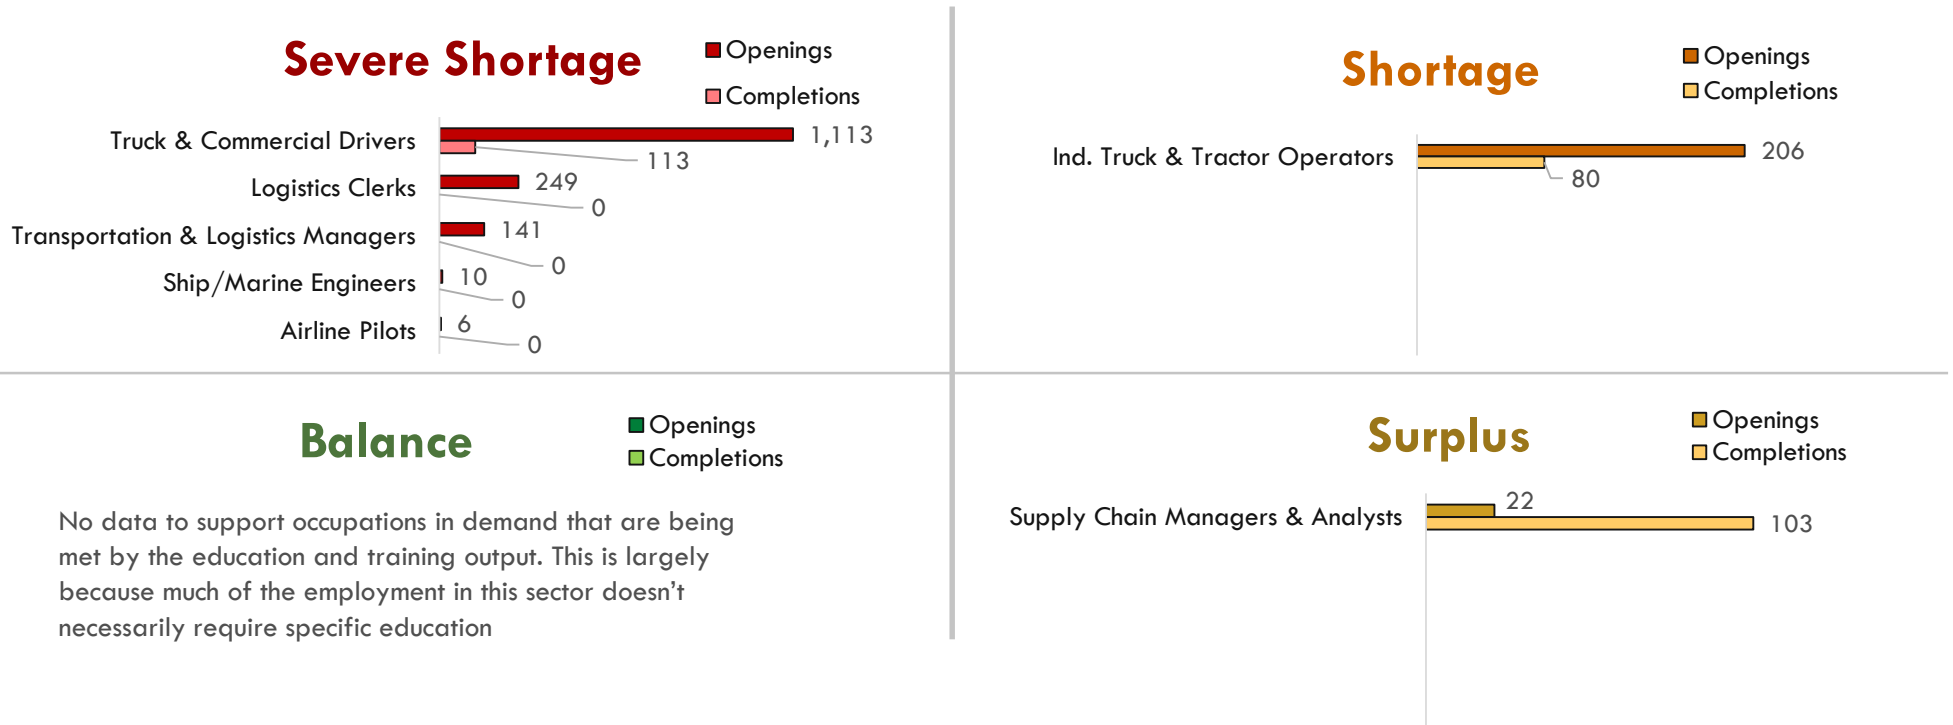 Severe Shortage
Openings
Completions
Truck & Commercial Drivers
1,113
113
Logistics Clerks
249
0
Transportation & Logistics Managers
141
0
Ship/Marine Engineers
10
0
Airline Pilots
6
0
Shortage
Openings
Completions
Ind. Truck & Tractor Operators
206
80
Balance
Openings
Completions
No data to support occupations in demand that are being
met by the education and training output. This is largely
because much of the employment in this sector doesn’t
necessarily require specific education
Surplus
Openings
Completions
Supply Chain Managers & Analysts
22
103